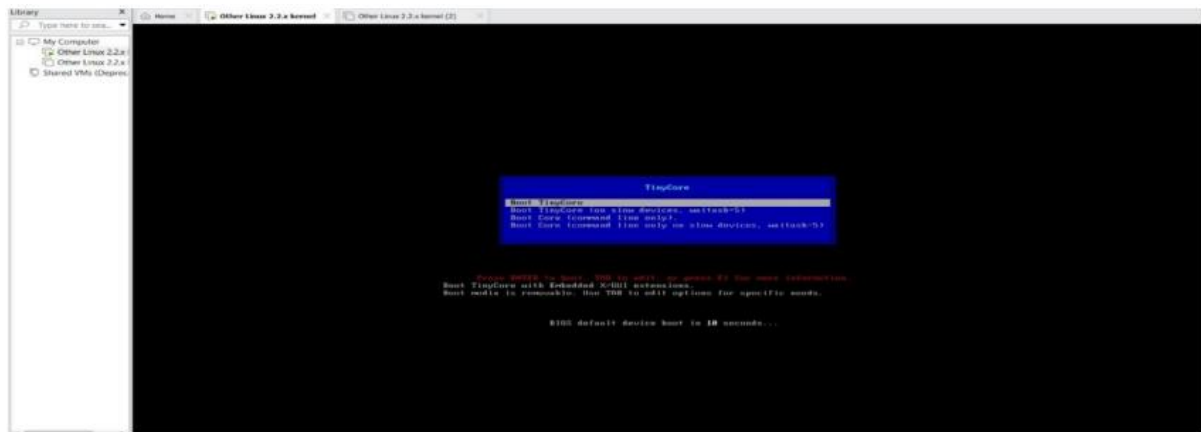 Library
Home
Other Linux 2.2.x kernel
Other Linux 2.2.x kernel (2)
Type here to sea...
My Computer
Other Linux 2.2.x
Other Linux 2.2.x
Shared VMs (Deprec
TinyCore
Boot TinyCore
Boot TinyCore (on slow devices, waitusb=5)
Boot Core (command line only).
Boot Core (command line only on slow devices, waitusb=5)
Press ENTER to boot, TAB to edit, or press F1 for more information.
Boot TinyCore with Embedded X/GUI extensions.
Boot media is removable. Use TAB to edit options for specific needs.
BIOS default device boot in 10 seconds...